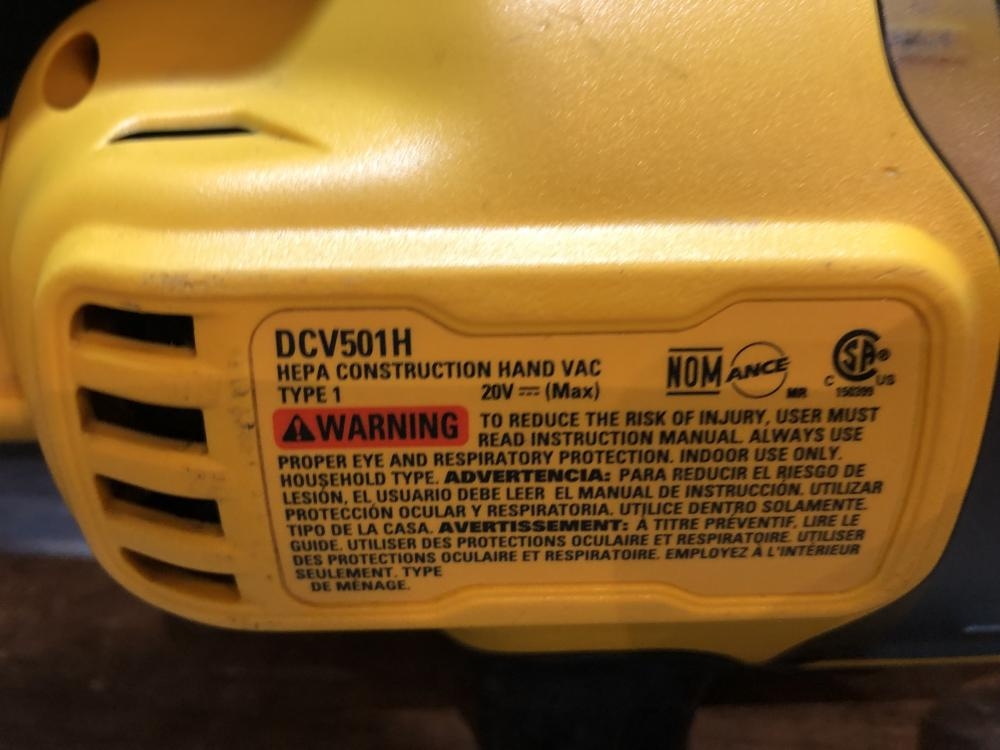 DCV501H
HEPA CONSTRUCTION HAND VAC
TYPE 1 20V ⎓ (Max)
NOM ANCE MR
SA® C US
⚠WARNING TO REDUCE THE RISK OF INJURY, USER MUST
READ INSTRUCTION MANUAL. ALWAYS USE
PROPER EYE AND RESPIRATORY PROTECTION. INDOOR USE ONLY.
HOUSEHOLD TYPE. ADVERTENCIA: PARA REDUCIR EL RIESGO DE
LESIÓN, EL USUARIO DEBE LEER EL MANUAL DE INSTRUCCIÓN. UTILIZAR
PROTECCIÓN OCULAR Y RESPIRATORIA. UTILICE DENTRO SOLAMENTE.
TIPO DE LA CASA. AVERTISSEMENT: À TITRE PRÉVENTIF, LIRE LE
GUIDE. UTILISER DES PROTECTIONS OCULAIRE ET RESPIRATOIRE. UTILISER
DES PROTECTIONS OCULAIRE ET RESPIRATOIRE. EMPLOYEZ À L'INTÉRIEUR
SEULEMENT. TYPE
DE MÉNAGE.